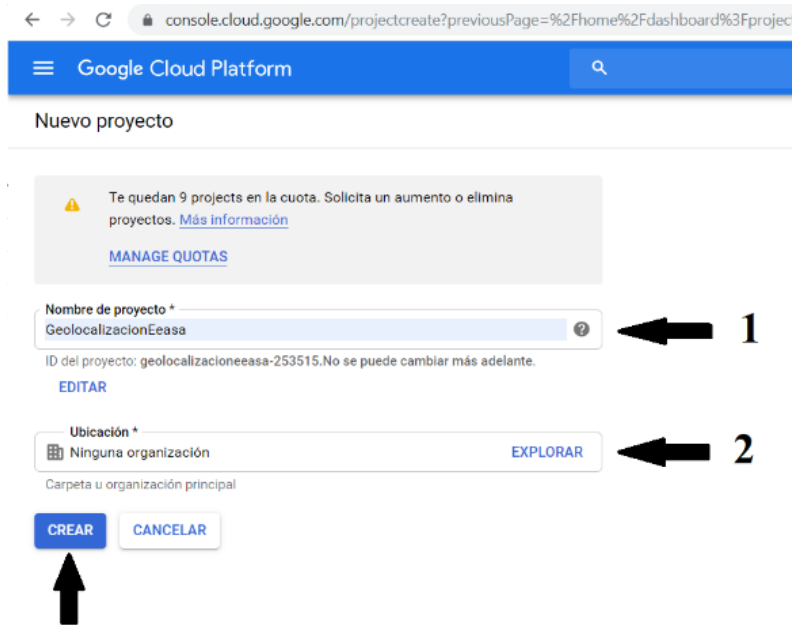 console.cloud.google.com/projectcreate?previousPage=%2Fhome%2Fdashboard%3Fproject
Google Cloud Platform
Nuevo proyecto
Te quedan 9 projects en la cuota. Solicita un aumento o elimina
proyectos. Más información
MANAGE QUOTAS
Nombre de proyecto *
GeolocalizacionEeasa
1
ID del proyecto: geolocalizacioneeasa-253515.No se puede cambiar más adelante.
EDITAR
Ubicación *
Ninguna organización EXPLORAR
2
Carpeta u organización principal
CREAR CANCELAR